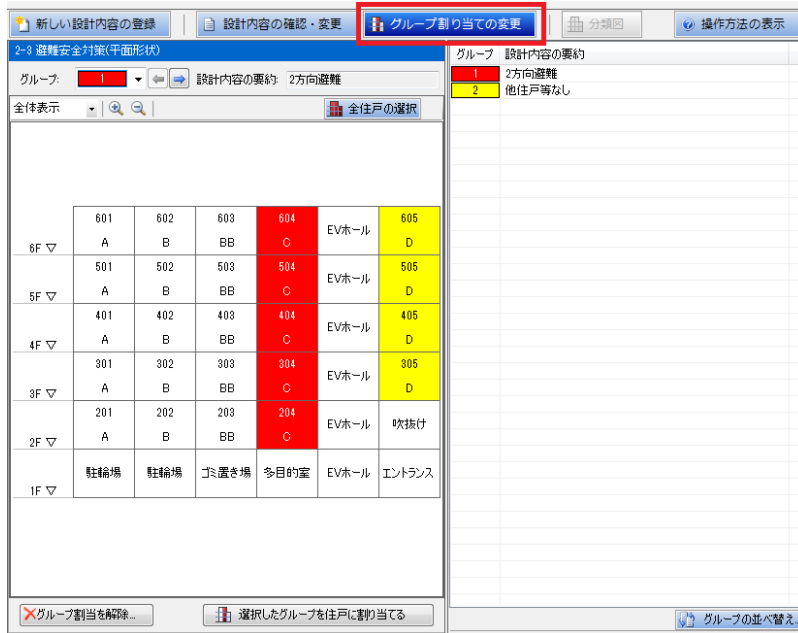 新しい設計内容の登録 設計内容の確認・変更 グループ割り当ての変更 分類図 操作方法の表示
2-3 避難安全対策(平面形状)
グループ: 1 設計内容の要約: 2方向避難
全体表示 全住戸の選択
グループ 設計内容の要約
1 2方向避難
2 他住戸等なし
601 602 603 604 EVホール 605
6F ▽ A B BB C D
501 502 503 504 EVホール 505
5F ▽ A B BB C D
401 402 403 404 EVホール 405
4F ▽ A B BB C D
301 302 303 304 EVホール 305
3F ▽ A B BB C D
201 202 203 204 EVホール 吹抜け
2F ▽ A B BB C
1F ▽ 駐輪場 駐輪場 ゴミ置き場 多目的室 EVホール エントランス
グループ割当を解除... 選択したグループを住戸に割り当てる
グループの並べ替え...